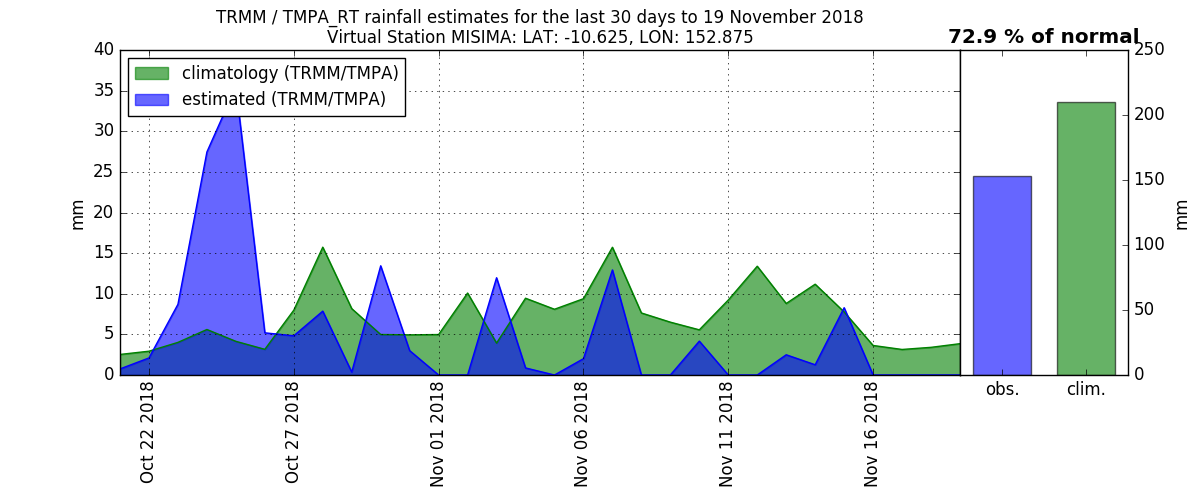 TRMM / TMPA_RT rainfall estimates for the last 30 days to 19 November 2018
Virtual Station MISIMA: LAT: -10.625, LON: 152.875
72.9 % of normal
climatology (TRMM/TMPA)
estimated (TRMM/TMPA)
40
35
30
25
20
15
10
5
0
mm
Oct 22 2018
Oct 27 2018
Nov 01 2018
Nov 06 2018
Nov 11 2018
Nov 16 2018
250
200
150
100
50
0
mm
obs.
clim.